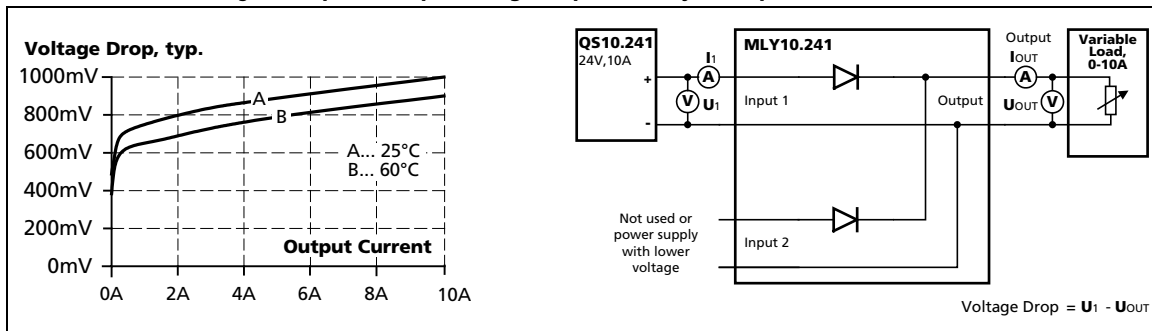 Voltage Drop, typ.
1000mV
800mV
600mV
400mV
200mV
0mV
A
B
A... 25°C
B... 60°C
Output Current
0A 2A 4A 6A 8A 10A
QS10.241
24V,10A
+
-
I1
A
V U1
MLY10.241
Input 1
Output
Input 2
Not used or
power supply
with lower
voltage
Output
IOUT
A
UOUT V
Variable
Load,
0-10A
Voltage Drop = U1 - UOUT